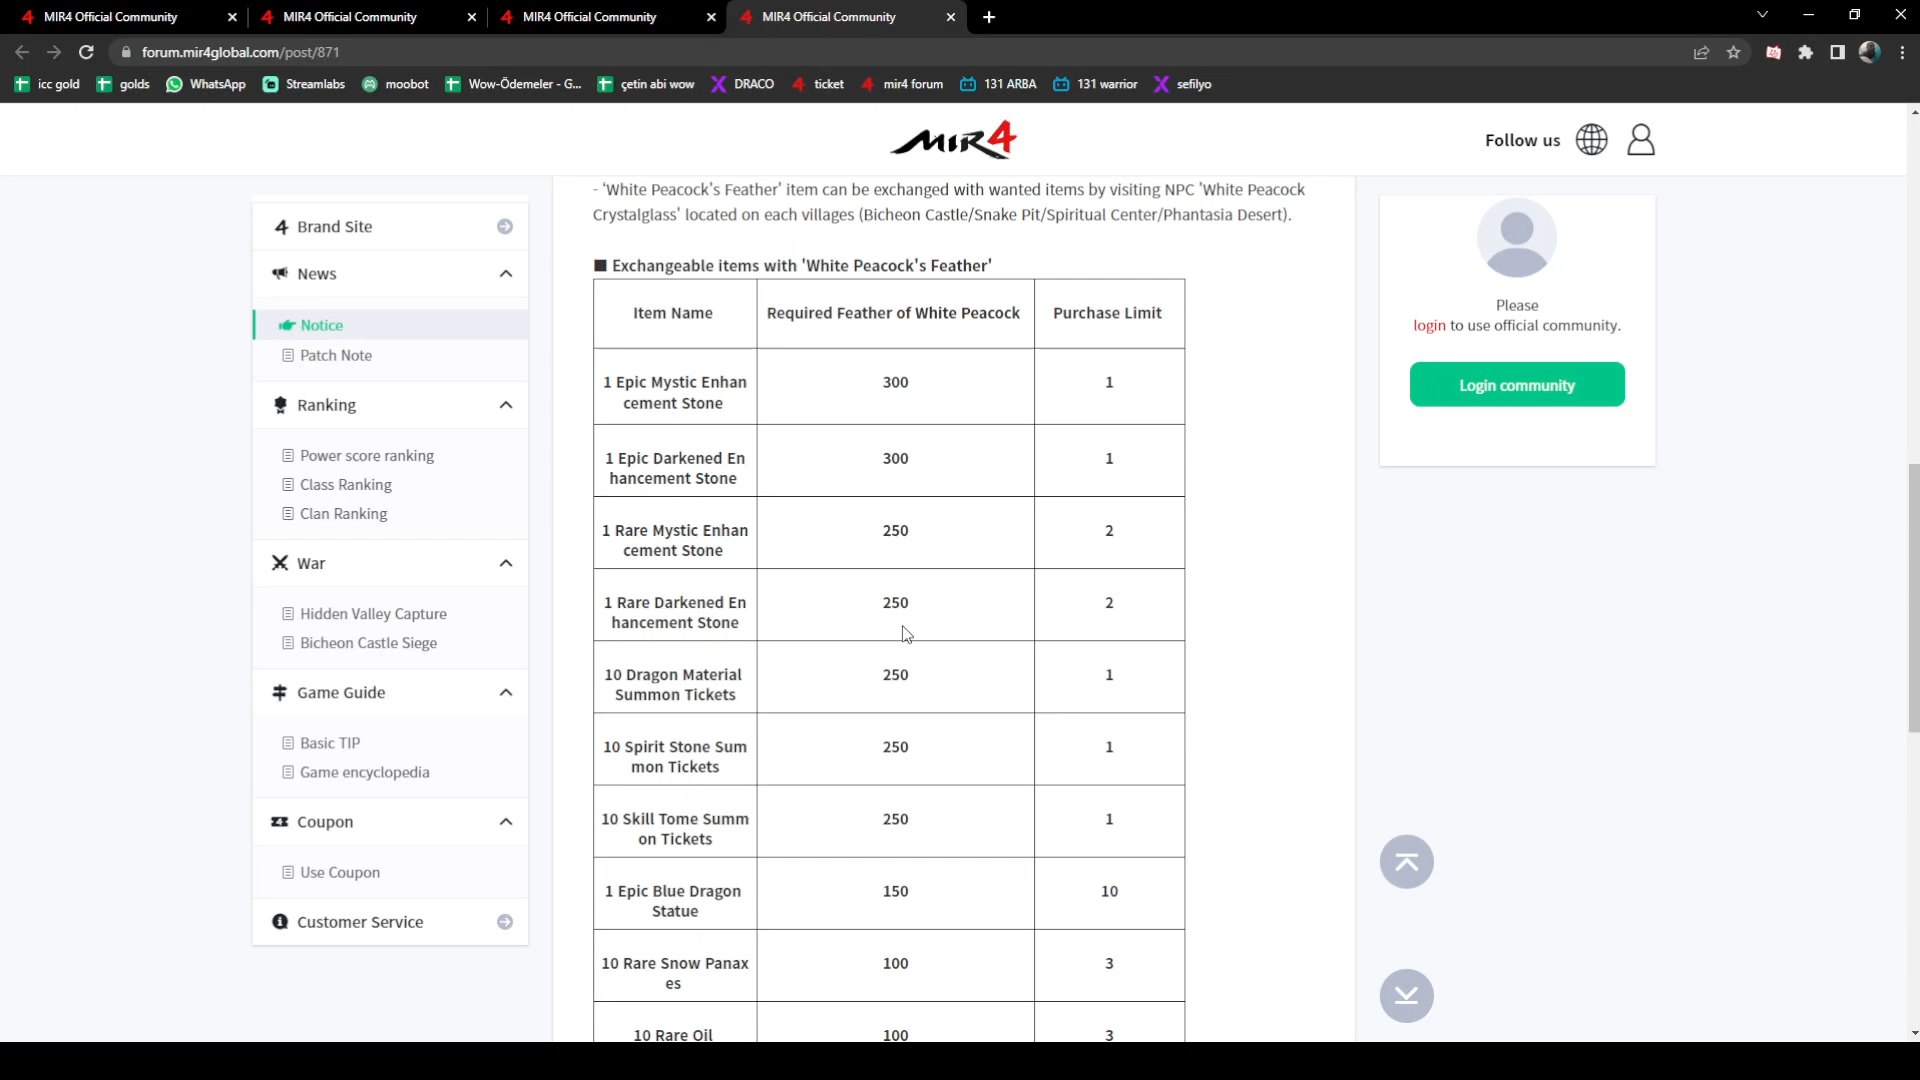 MIR4 Official Community
MIR4 Official Community
MIR4 Official Community
MIR4 Official Community
forum.mir4global.com/post/871
icc gold
golds
WhatsApp
Streamlabs
moobot
Wow-Ödemeler - G...
çetin abi wow
DRACO
ticket
mir4 forum
131 ARBA
131 warrior
sefilyo
MIR4
Follow us
Brand Site
News
Notice
Patch Note
Ranking
Power score ranking
Class Ranking
Clan Ranking
War
Hidden Valley Capture
Bicheon Castle Siege
Game Guide
Basic TIP
Game encyclopedia
Coupon
Use Coupon
Customer Service
- 'White Peacock's Feather' item can be exchanged with wanted items by visiting NPC 'White Peacock
Crystalglass' located on each villages (Bicheon Castle/Snake Pit/Spiritual Center/Phantasia Desert).
■ Exchangeable items with 'White Peacock's Feather'
Item Name Required Feather of White Peacock Purchase Limit
1 Epic Mystic Enhan
cement Stone
300 1
1 Epic Darkened En
hancement Stone
300 1
1 Rare Mystic Enhan
cement Stone
250 2
1 Rare Darkened En
hancement Stone
250 2
10 Dragon Material
Summon Tickets
250 1
10 Spirit Stone Sum
mon Tickets
250 1
10 Skill Tome Summ
on Tickets
250 1
1 Epic Blue Dragon
Statue
150 10
10 Rare Snow Panax
es
100 3
10 Rare Oil 100 3
Please
login to use official community.
Login community